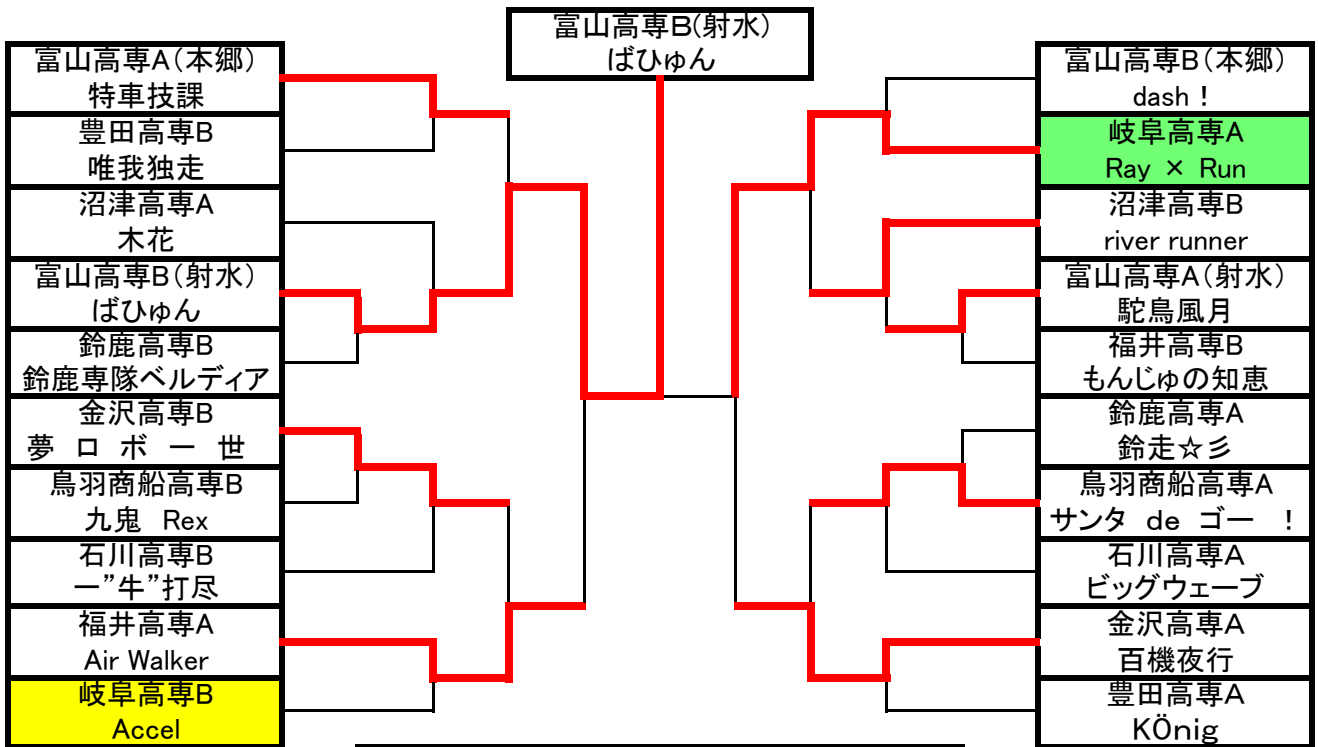 富山高専B(射水)
ばひゅん
富山高専A(本郷)
特車技課
豊田高専B
唯我独走
沼津高専A
木花
富山高専B(射水)
ばひゅん
鈴鹿高専B
鈴鹿専隊ベルディア
金沢高専B
夢 ロ ボ 一 世
鳥羽商船高専B
九鬼 Rex
石川高専B
一”牛”打尽
福井高専A
Air Walker
岐阜高専B
Accel
富山高専B(本郷)
dash !
岐阜高専A
Ray × Run
沼津高専B
river runner
富山高専A(射水)
駝鳥風月
福井高専B
もんじゅの知恵
鈴鹿高専A
鈴走☆彡
鳥羽商船高専A
サンタ de ゴー !
石川高専A
ビッグウェーブ
金沢高専A
百機夜行
豊田高専A
KÖnig